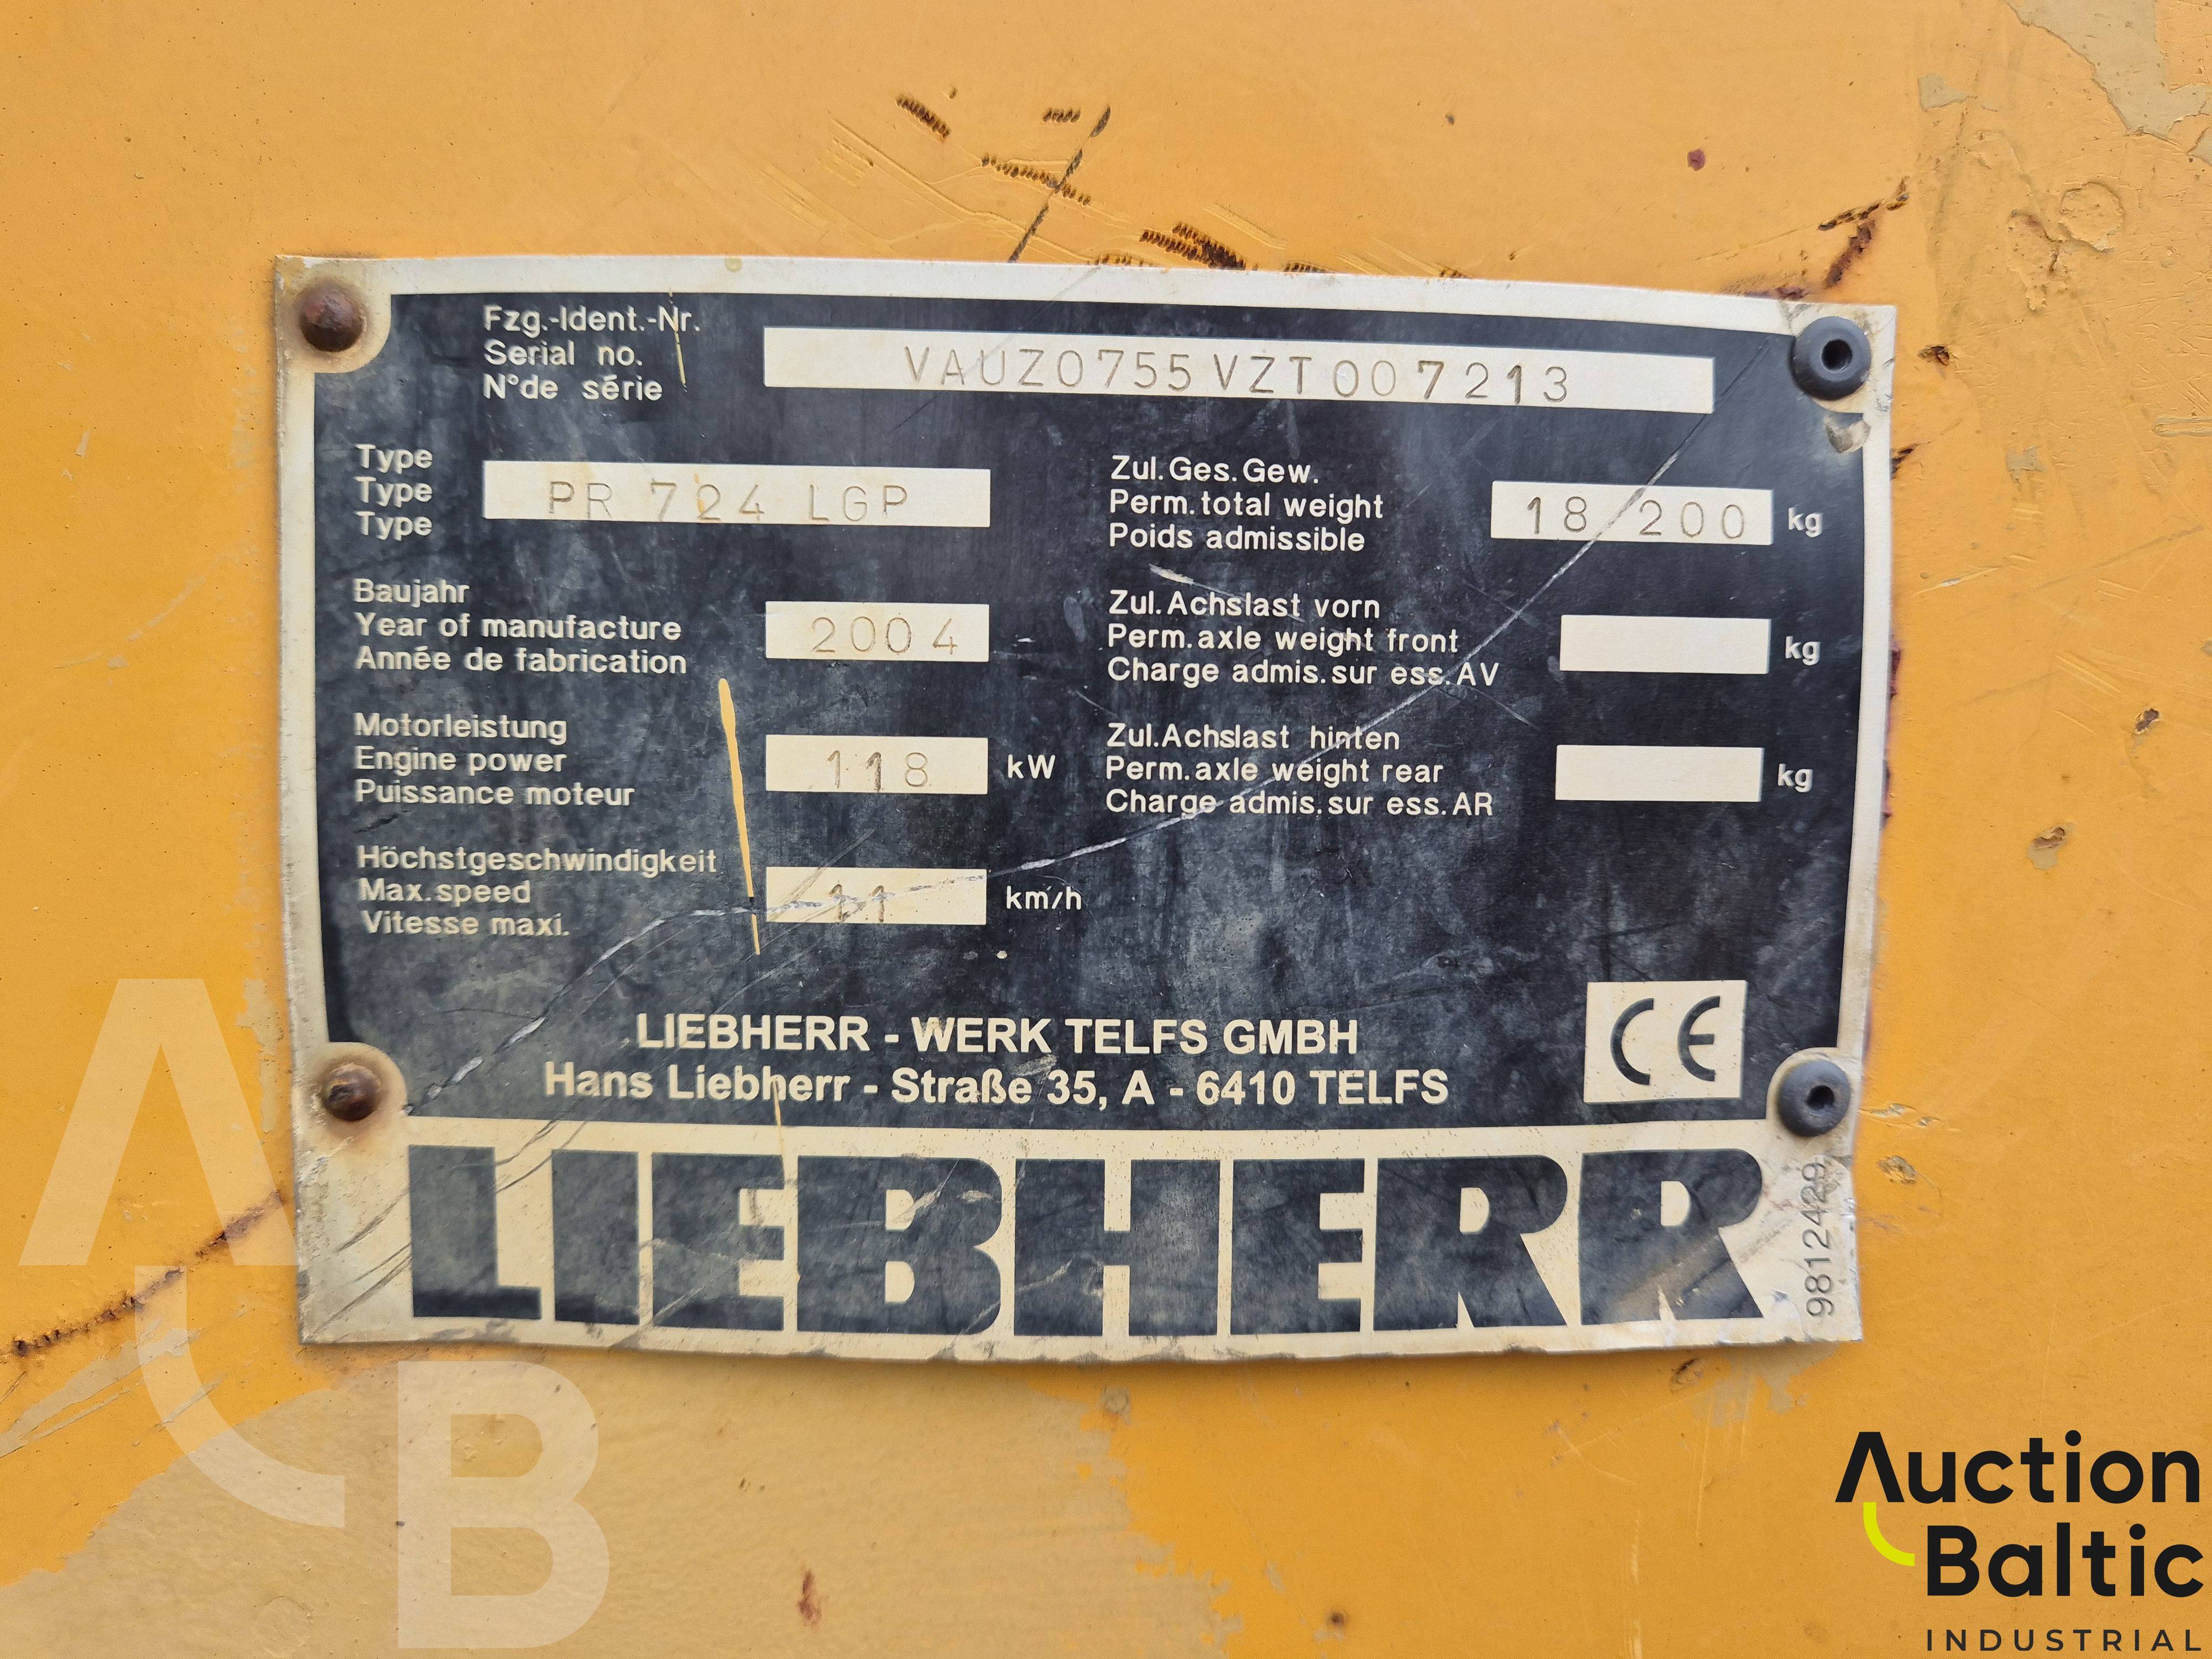 Fzg.-Ident.-Nr.
Serial no.
N°de série
VAUZ0755VZT007213
Type
Type
Type
PR 724 LGP
Zul.Ges.Gew.
Perm.total weight
Poids admissible
18 200 kg
Baujahr
Year of manufacture
Année de fabrication
2004
Zul.Achslast vorn
Perm.axle weight front
Charge admis.sur ess.AV
kg
Motorleistung
Engine power
Puissance moteur
118 kW
Zul.Achslast hinten
Perm.axle weight rear
Charge admis.sur ess.AR
kg
Höchstgeschwindigkeit
Max.speed
Vitesse maxi.
11 km/h
LIEBHERR - WERK TELFS GMBH
Hans Liebherr - Straße 35, A - 6410 TELFS
CE
LIEBHERR
98124429
AB
Auction
Baltic
INDUSTRIAL